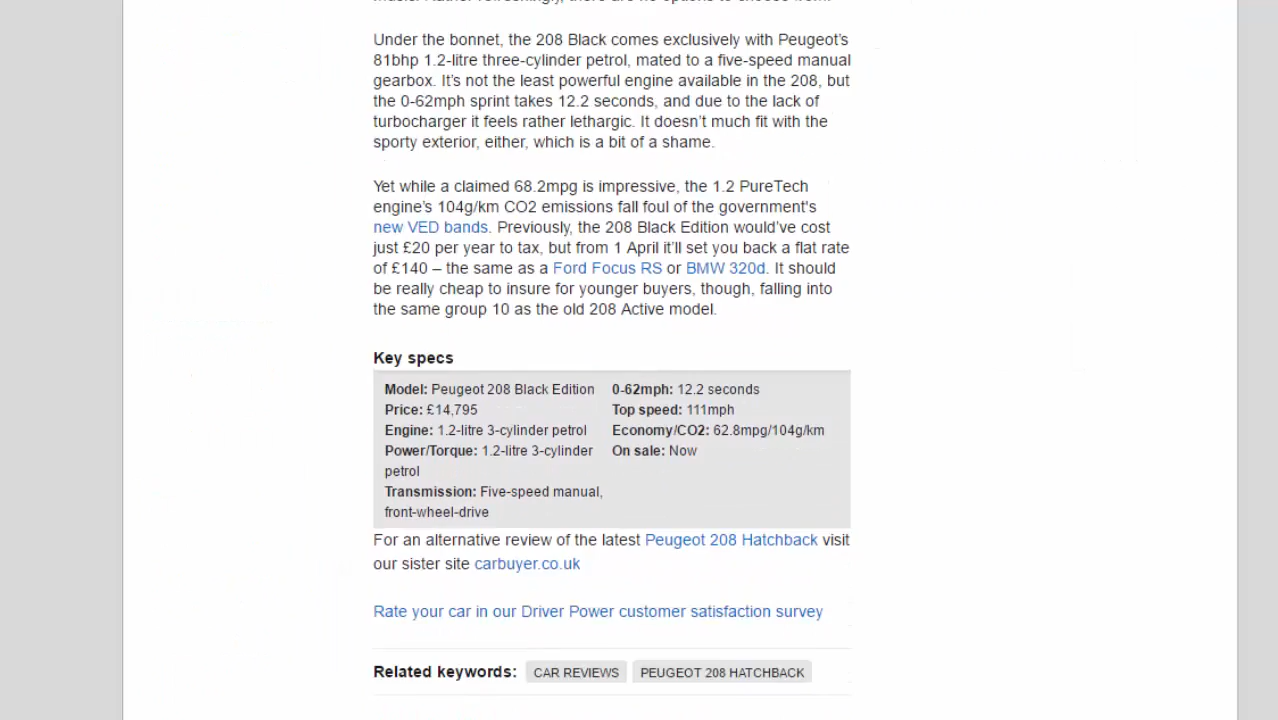 Under the bonnet, the 208 Black comes exclusively with Peugeot’s
81bhp 1.2-litre three-cylinder petrol, mated to a five-speed manual
gearbox. It’s not the least powerful engine available in the 208, but
the 0-62mph sprint takes 12.2 seconds, and due to the lack of
turbocharger it feels rather lethargic. It doesn’t much fit with the
sporty exterior, either, which is a bit of a shame.
Yet while a claimed 68.2mpg is impressive, the 1.2 PureTech
engine’s 104g/km CO2 emissions fall foul of the government's
new VED bands. Previously, the 208 Black Edition would’ve cost
just £20 per year to tax, but from 1 April it’ll set you back a flat rate
of £140 – the same as a Ford Focus RS or BMW 320d. It should
be really cheap to insure for younger buyers, though, falling into
the same group 10 as the old 208 Active model.
Key specs
Model: Peugeot 208 Black Edition
Price: £14,795
Engine: 1.2-litre 3-cylinder petrol
Power/Torque: 1.2-litre 3-cylinder
petrol
Transmission: Five-speed manual,
front-wheel-drive
0-62mph: 12.2 seconds
Top speed: 111mph
Economy/CO2: 62.8mpg/104g/km
On sale: Now
For an alternative review of the latest Peugeot 208 Hatchback visit
our sister site carbuyer.co.uk
Rate your car in our Driver Power customer satisfaction survey
Related keywords: CAR REVIEWS PEUGEOT 208 HATCHBACK